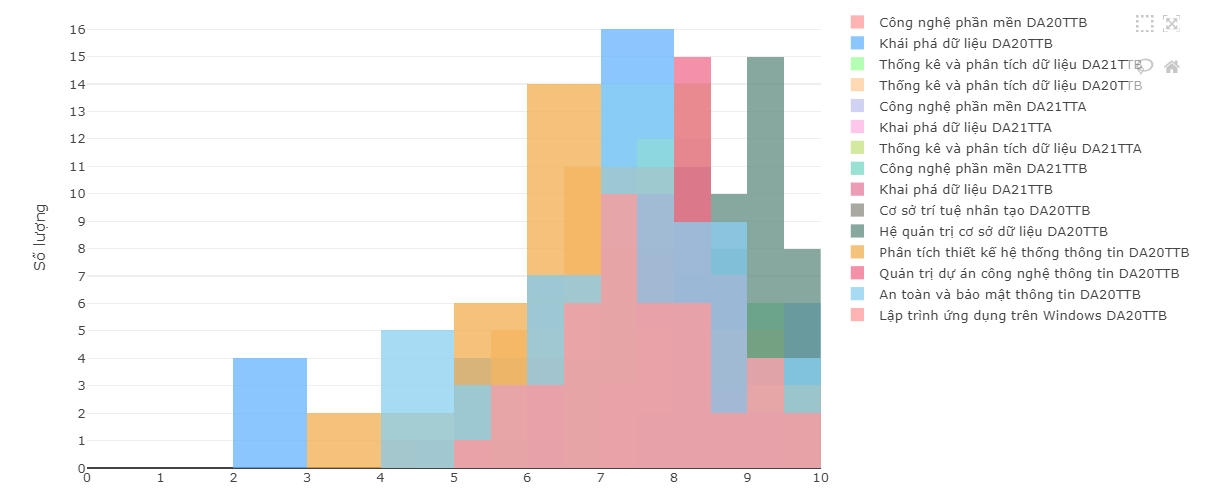 Số lượng
16
15
14
13
12
11
10
9
8
7
6
5
4
3
2
1
0
0 1 2 3 4 5 6 7 8 9 10
Công nghệ phần mền DA20TTB
Khái phá dữ liệu DA20TTB
Thống kê và phân tích dữ liệu DA21TTB
Thống kê và phân tích dữ liệu DA20TTB
Công nghệ phần mền DA21TTA
Khai phá dữ liệu DA21TTA
Thống kê và phân tích dữ liệu DA21TTA
Công nghệ phần mền DA21TTB
Khai phá dữ liệu DA21TTB
Cơ sở trí tuệ nhân tạo DA20TTB
Hệ quản trị cơ sở dữ liệu DA20TTB
Phân tích thiết kế hệ thống thông tin DA20TTB
Quản trị dự án công nghệ thông tin DA20TTB
An toàn và bảo mật thông tin DA20TTB
Lập trình ứng dụng trên Windows DA20TTB